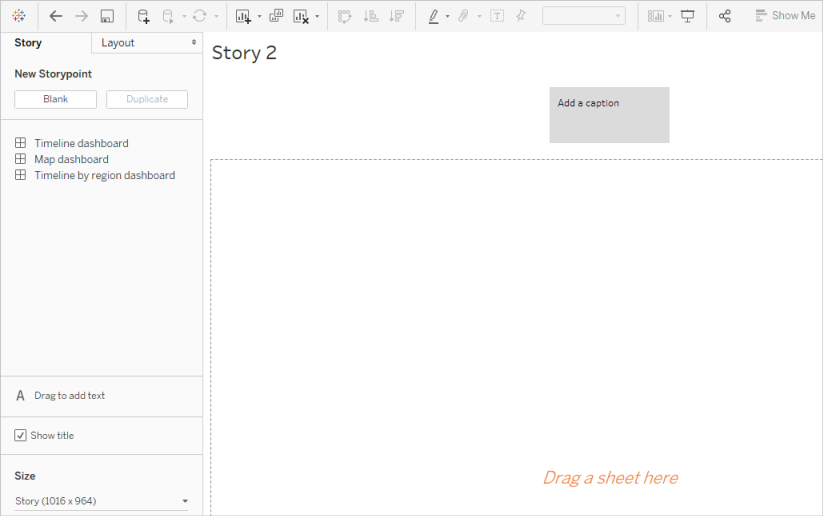 Show Me
Story
Layout
New Storypoint
Blank
Duplicate
Timeline dashboard
Map dashboard
Timeline by region dashboard
A
Drag to add text
Show title
Size
Story (1016 x 964)
Story 2
Add a caption
Drag a sheet here